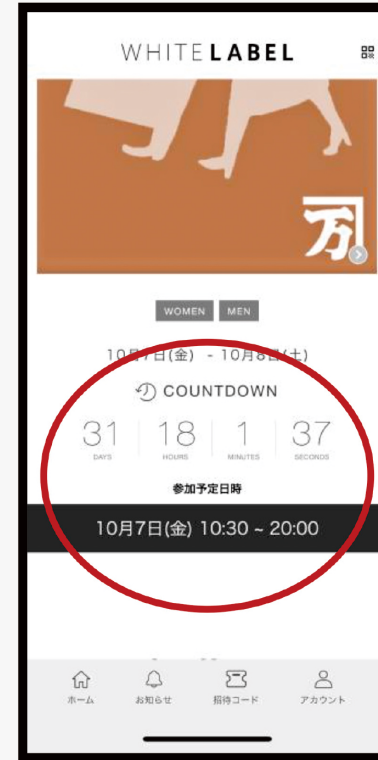 WHITE LABEL
万
WOMEN MEN
10月7日(金) - 10月8日(土)
COUNTDOWN
31 18 1 37
DAYS HOURS MINUTES SECONDS
参加予定日時
10月7日(金) 10:30 ~ 20:00
ホーム お知らせ 招待コード アカウント